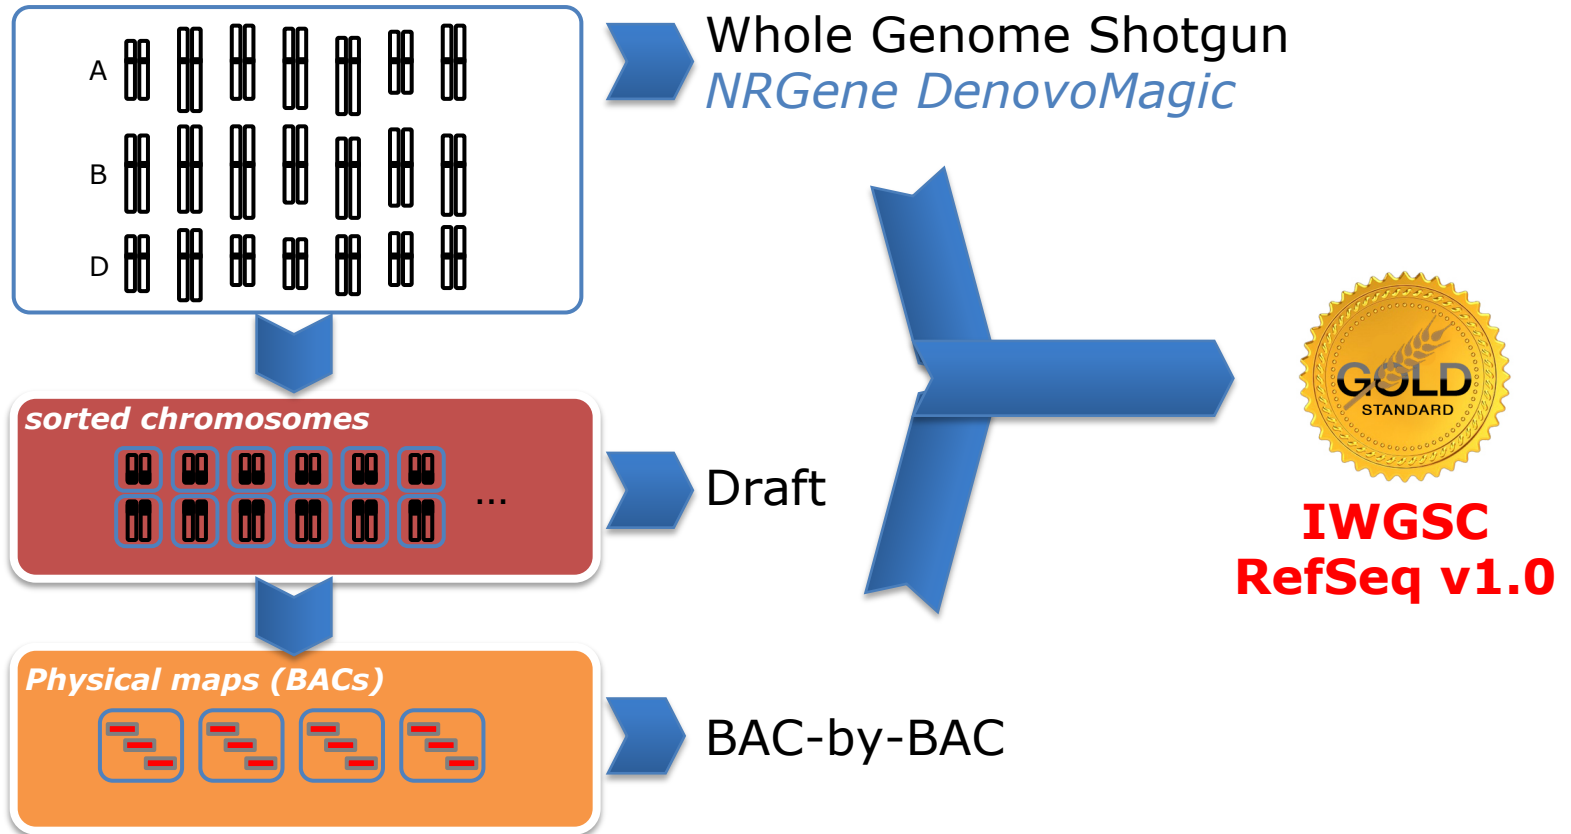 A
B
D
Whole Genome Shotgun
NRGene DenovoMagic
sorted chromosomes
...
Draft
Physical maps (BACs)
BAC-by-BAC
GOLD
STANDARD
IWGSC
RefSeq v1.0